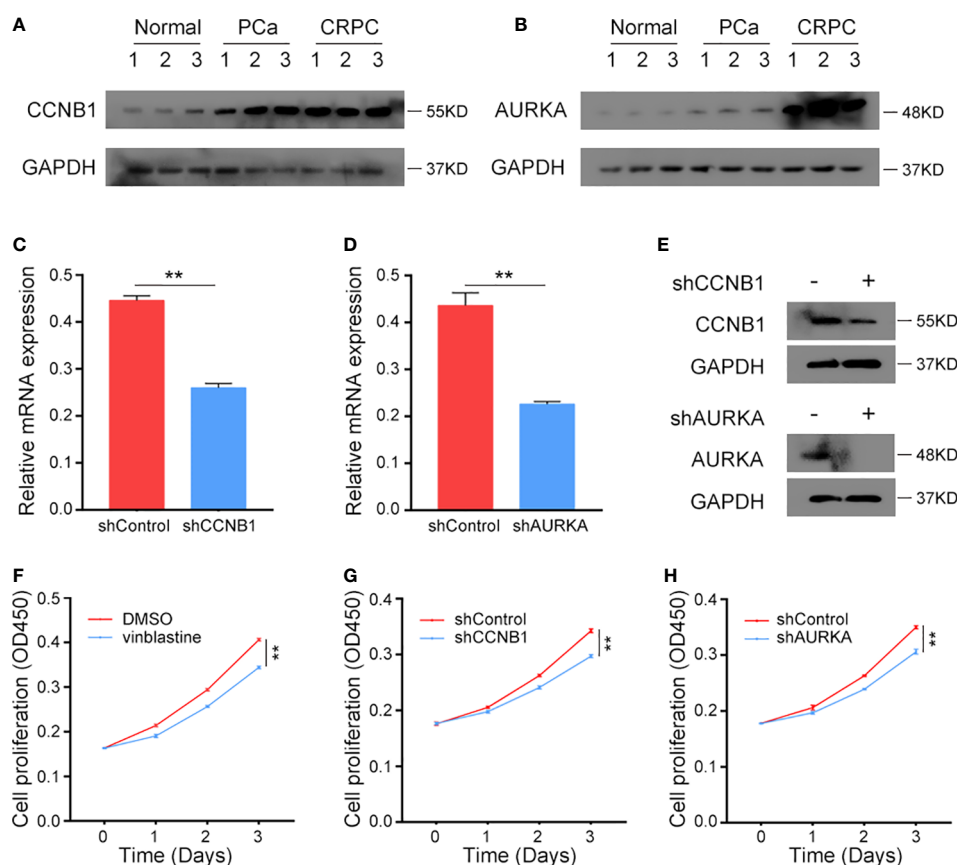 A
Normal PCa CRPC
1 2 3 1 2 3 1 2 3
CCNB1 55KD
GAPDH 37KD
B
Normal PCa CRPC
1 2 3 1 2 3 1 2 3
AURKA 48KD
GAPDH 37KD
C
Relative mRNA expression
0.5
0.4
0.3
0.2
0.1
0.0
**
shControl shCCNB1
D
Relative mRNA expression
0.5
0.4
0.3
0.2
0.1
0.0
**
shControl shAURKA
E
shCCNB1 - +
CCNB1 55KD
GAPDH 37KD
shAURKA - +
AURKA 48KD
GAPDH 37KD
F
Cell proliferation (OD450)
0.5
0.4
0.3
0.2
0.1
0.0
DMSO
vinblastine
**
0 1 2 3
Time (Days)
G
Cell proliferation (OD450)
0.4
0.3
0.2
0.1
0.0
shControl
shCCNB1
**
0 1 2 3
Time (Days)
H
Cell proliferation (OD450)
0.4
0.3
0.2
0.1
0.0
shControl
shAURKA
**
0 1 2 3
Time (Days)